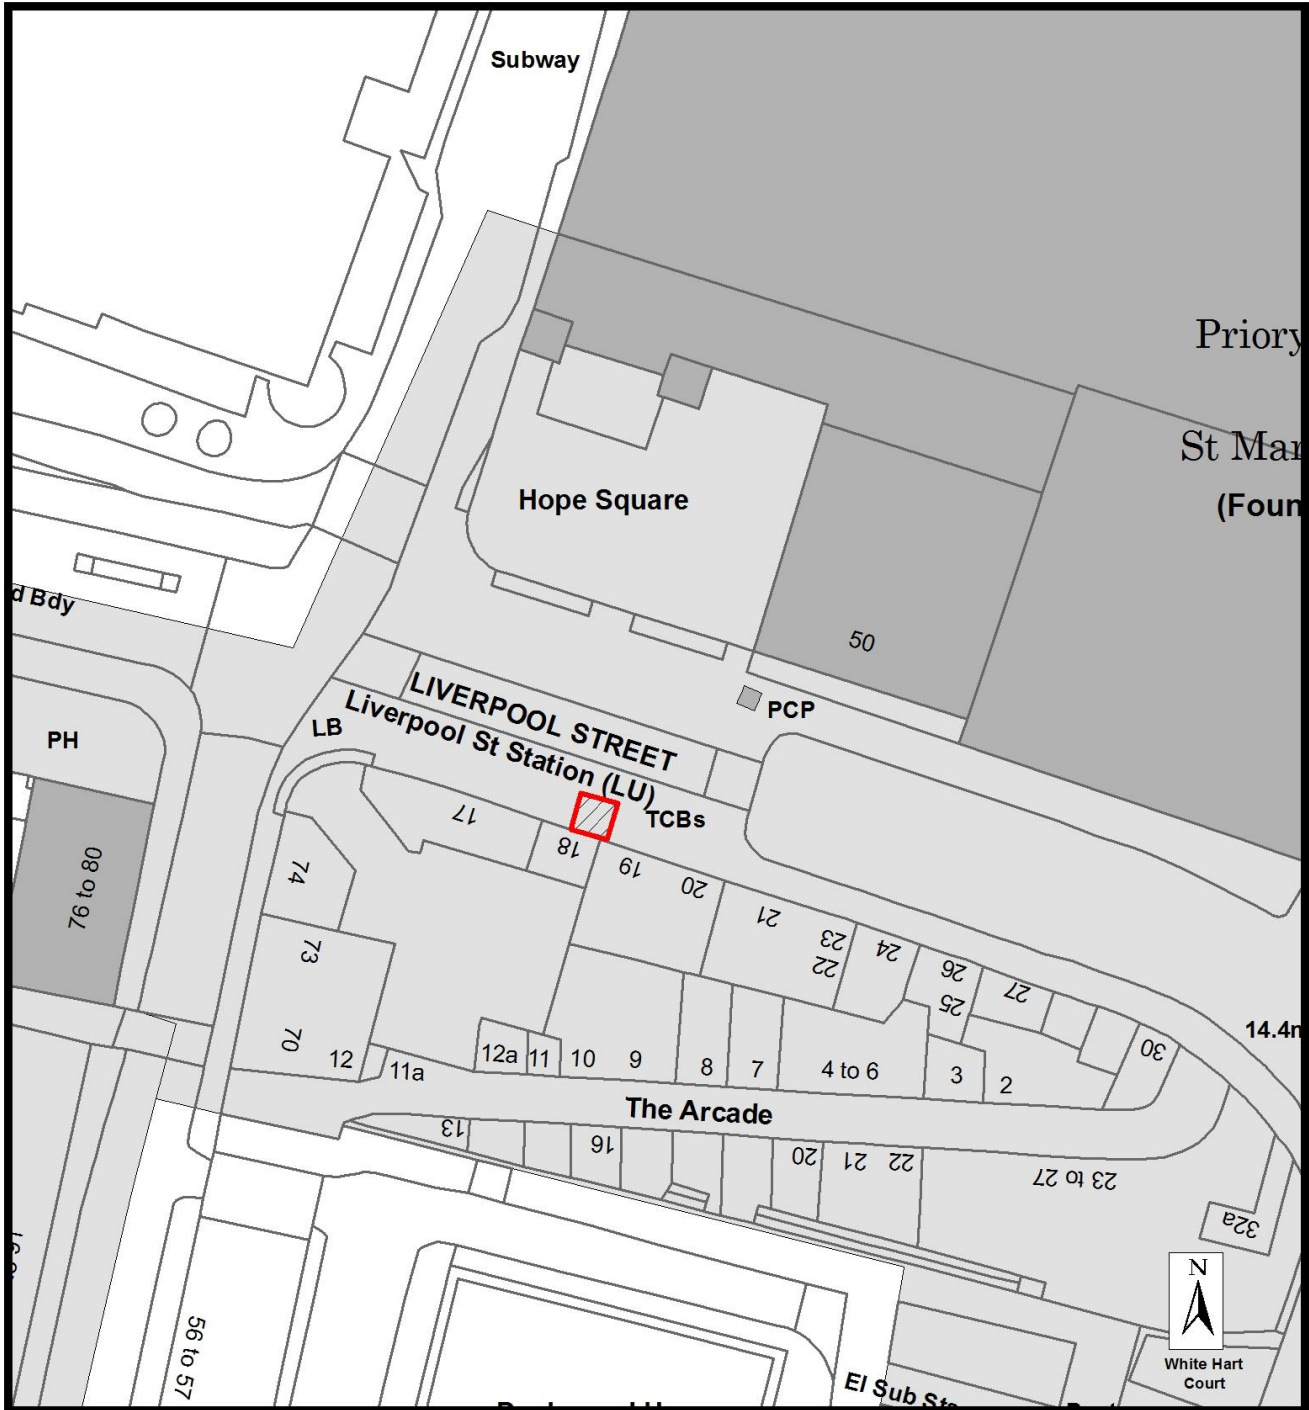 Subway
Priory
St Mar
(Foun
Hope Square
d Bdy
50
LIVERPOOL STREET
Liverpool St Station (LU)
PCP
LB
PH
TCBs
17
18
19
20
21
23
22
24
26
25
27
30
74
73
70
76 to 80
12
11a
12a
11
10
9
8
7
4 to 6
3
2
14.4m
The Arcade
13
16
20
21
22
23 to 27
32a
N
White Hart
Court
56 to 57
El Sub Sta